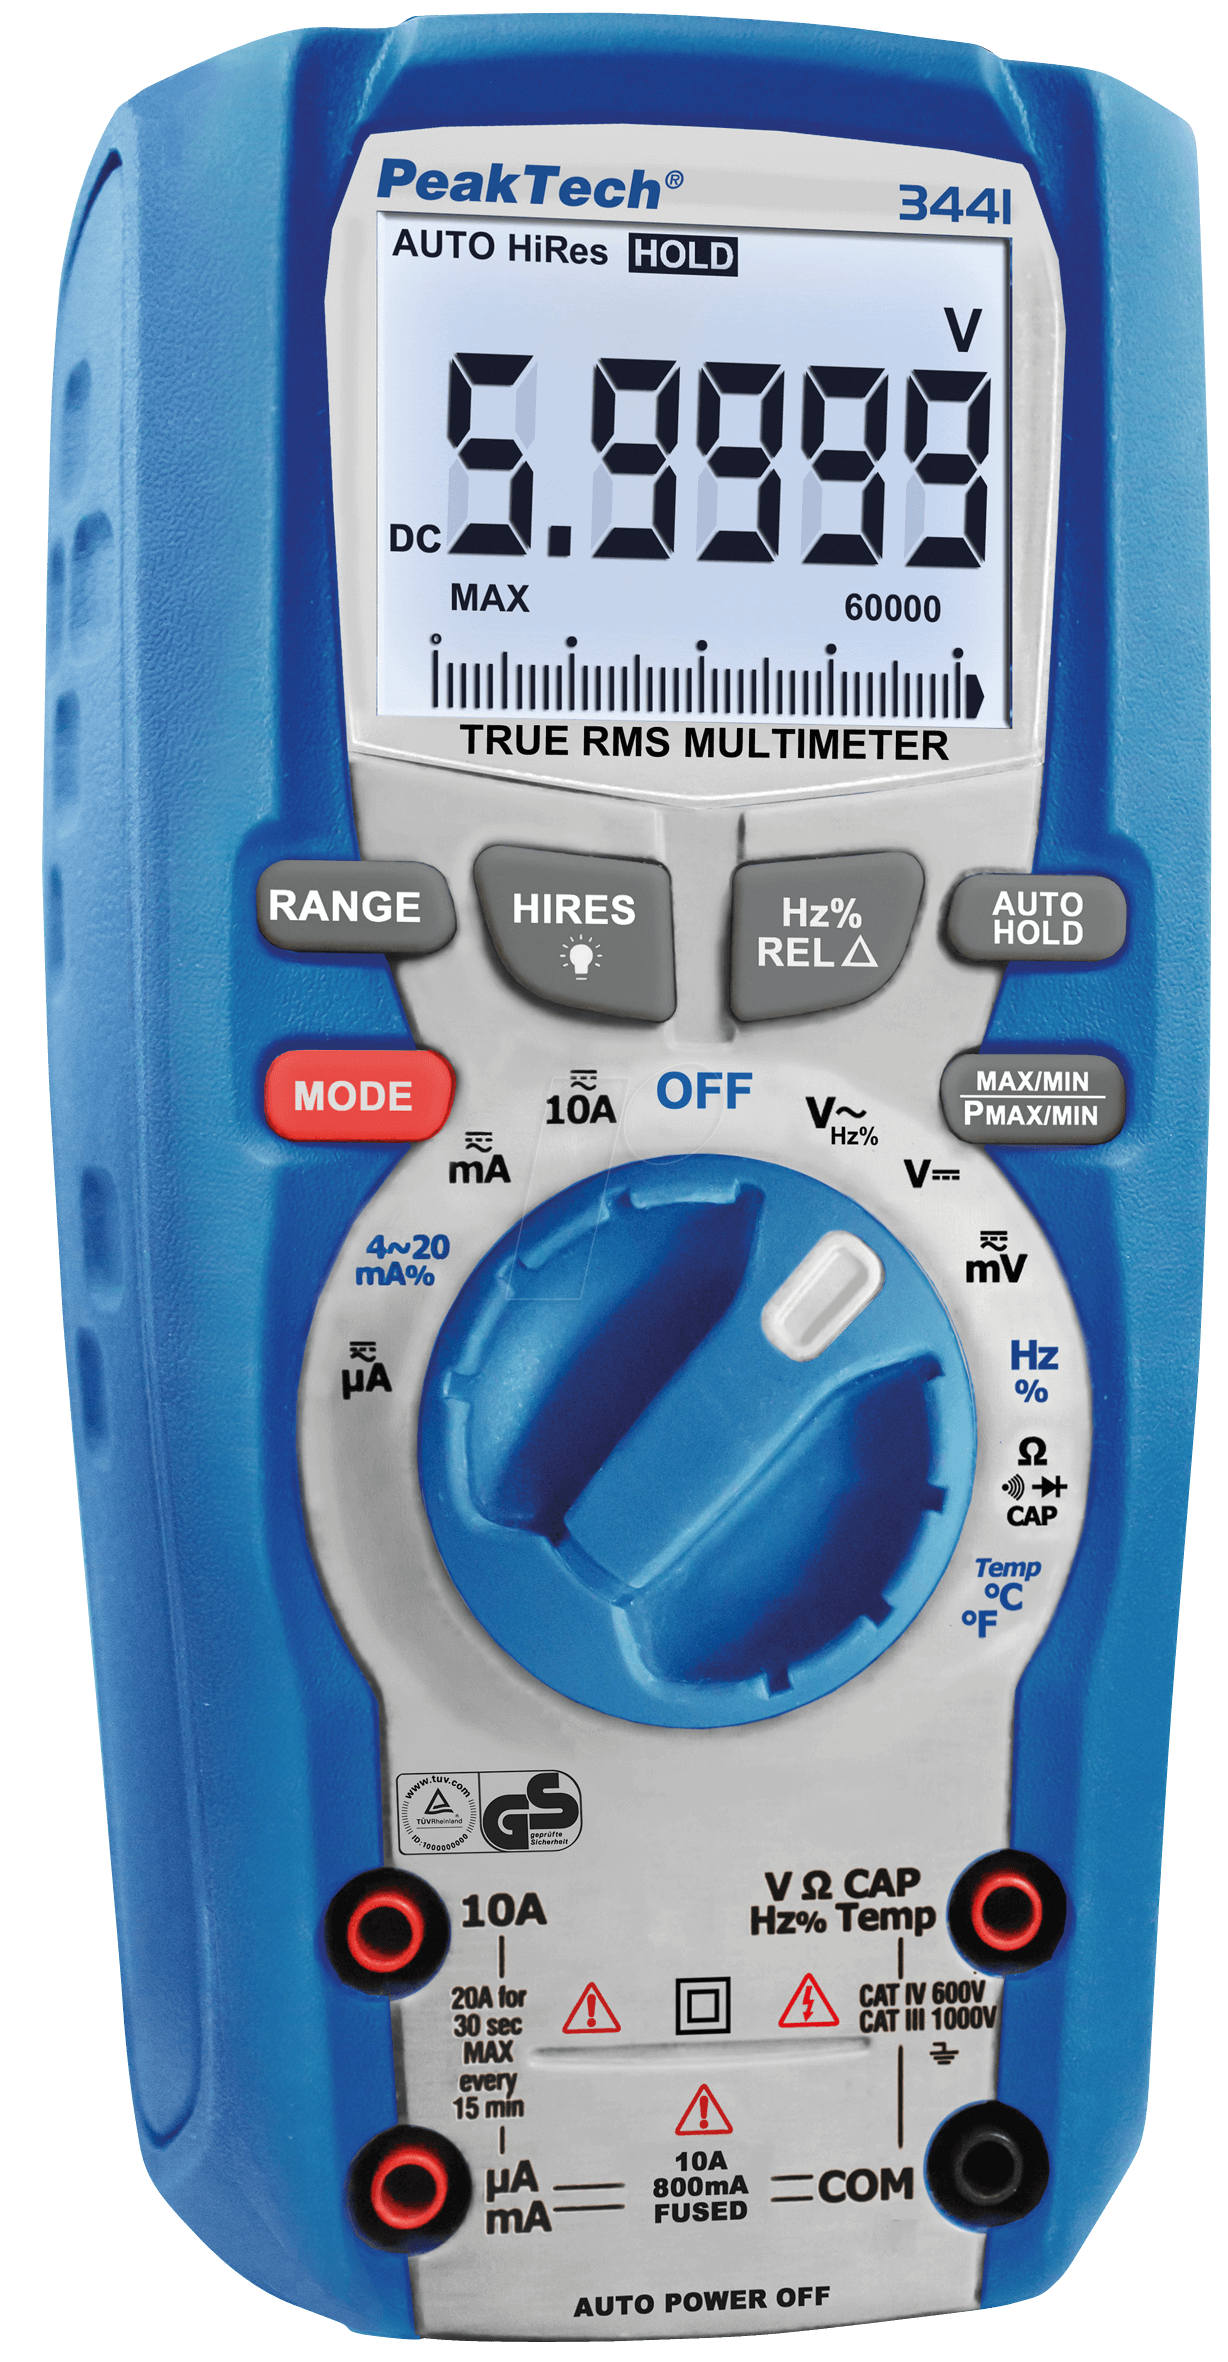 PeakTech®
3441
AUTO HiRes HOLD
V
DC 5.9999
MAX
60000
TRUE RMS MULTIMETER
RANGE
HIRES
Hz%
REL △
AUTO
HOLD
MODE
MAX/MIN
PMAX/MIN
OFF
10A
mA
4~20
mA%
µA
V~
Hz%
V⎓
mV
Hz
%
Ω
CAP
Temp
°C
°F
www.tuv.com
TÜVRheinland
ID:1000000000
GS
geprüfte
Sicherheit
10A
V Ω CAP
Hz% Temp
20A for
30 sec
MAX
every
15 min
CAT IV 600V
CAT III 1000V
µA
mA
10A
800mA
FUSED
COM
AUTO POWER OFF